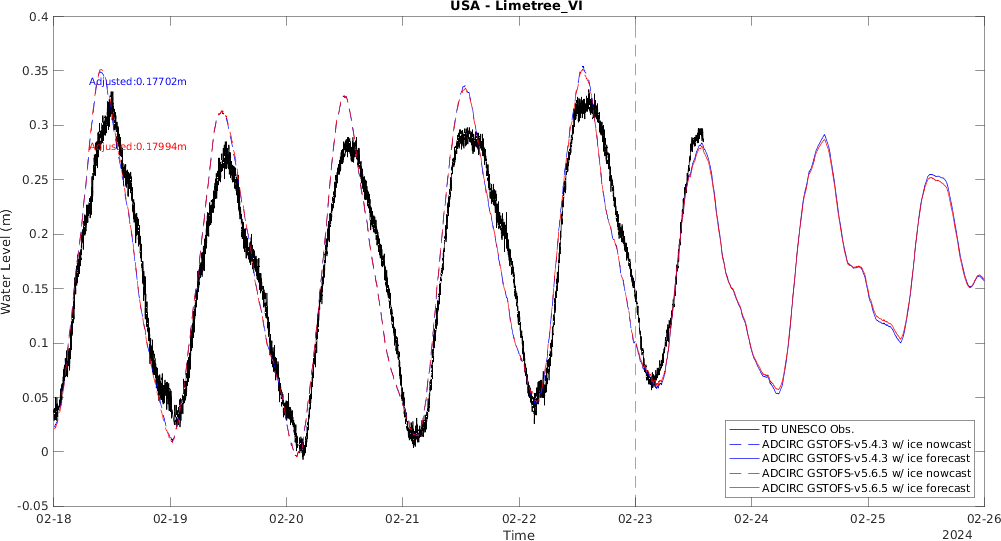 USA - Limetree_VI
0.4
0.35
0.3
0.25
0.2
0.15
0.1
0.05
0
-0.05
Water Level (m)
Adjusted:0.17702m
Adjusted:0.17994m
TD UNESCO Obs.
ADCIRC GSTOFS-v5.4.3 w/ ice nowcast
ADCIRC GSTOFS-v5.4.3 w/ ice forecast
ADCIRC GSTOFS-v5.6.5 w/ ice nowcast
ADCIRC GSTOFS-v5.6.5 w/ ice forecast
02-18 02-19 02-20 02-21 02-22 02-23 02-24 02-25 02-26
Time
2024